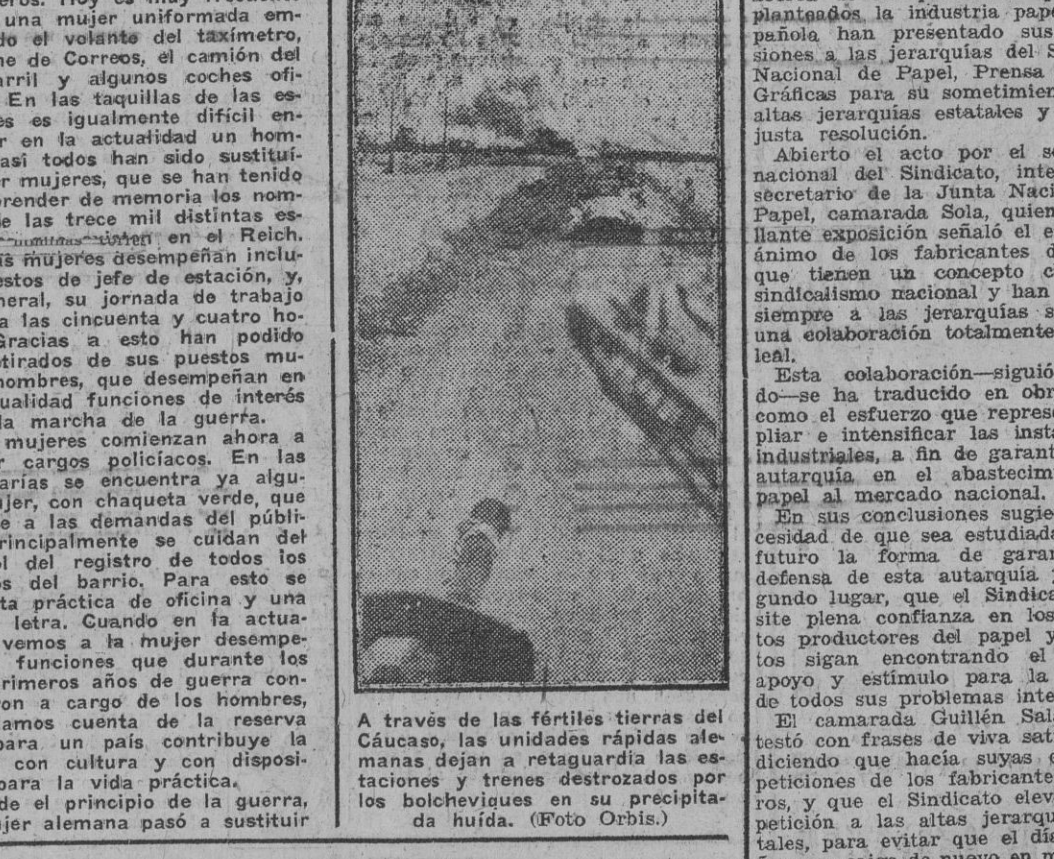 una mujer uniformada em-
do el volante del taxímetro,
ne de Correos, el camión del
arril y algunos coches ofi-
En las taquillas de las es-
es es igualmente difícil en-
r en la actualidad un hom-
asi todos han sido sustituí-
r mujeres, que se han tenido
prender de memoria los nom-
e las trece mil distintas es-
en el Reich.
is mujeres desempeñan inclu-
estos de jefe de estación, y,
neral, su jornada de trabajo
a las cincuenta y cuatro ho-
Gracias a esto han podido
tirados de sus puestos mu-
hombres, que desempeñan en
ualidad funciones de interés
la marcha de la guerra.
mujeres comienzan ahora a
r cargos policíacos. En las
arías se encuentra ya algu-
ujer, con chaqueta verde, que
e a las demandas del públi-
rincipalmente se cuidan del
ol del registro de todos los
os del barrio. Para esto se
ta práctica de oficina y una
letra. Cuando en la actua-
vemos a la mujer desempe-
funciones que durante los
rimeros años de guerra con-
on a cargo de los hombres,
amos cuenta de la reserva
para un país contribuye la
con cultura y con disposi-
para la vida práctica.
de el principio de la guerra,
ujer alemana pasó a sustituir
A través de las fértiles tierras del
Cáucaso, las unidades rápidas ale-
manas dejan a retaguardia las es-
taciones y trenes destrozados por
los bolcheviques en su precipita-
da huída. (Foto Orbis.)
planteados la industria pape
pañola han presentado sus
siones a las jerarquías del S
Nacional de Papel, Prensa
Gráficas para su sometimien
altas jerarquías estatales y
justa resolución.
Abierto el acto por el se
nacional del Sindicato, inte
secretario de la Junta Naci
Papel, camarada Sola, quien
llante exposición señaló el e
ánimo de los fabricantes d
que tienen un concepto c
sindicalismo nacional y han
siempre a las jerarquías s
una colaboración totalmente
leal.
Esta colaboración—siguió
do—se ha traducido en obr
como el esfuerzo que repres
pliar e intensificar las insta
industriales, a fin de garant
autarquía en el abastecim
papel al mercado nacional.
En sus conclusiones sugie
cesidad de que sea estudiada
futuro la forma de garan
defensa de esta autarquía
gundo lugar, que el Sindica
site plena confianza en los
tos productores del papel y
tos sigan encontrando el
apoyo y estímulo para la
de todos sus problemas inte
El camarada Guillén Sal
testó con frases de viva sat
diciendo que hacía suyas
peticiones de los fabricante
ros, y que el Sindicato elev
petición a las altas jerarqu
tales, para evitar que el dí